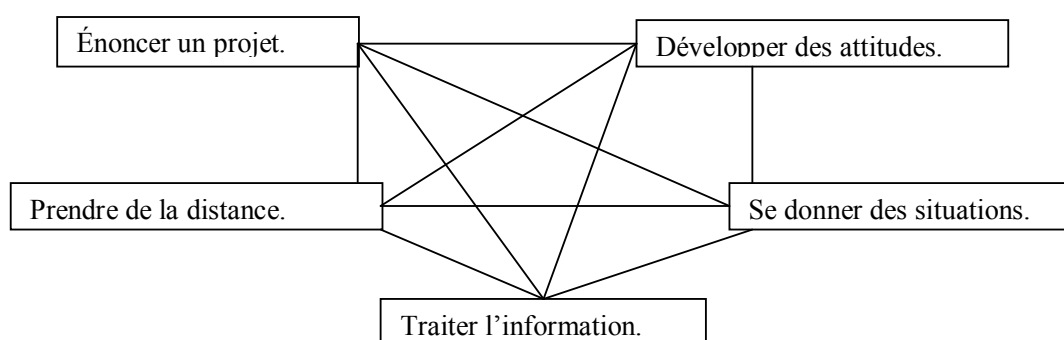 Énoncer un projet.
Développer des attitudes.
Prendre de la distance.
Se donner des situations.
Traiter l’information.